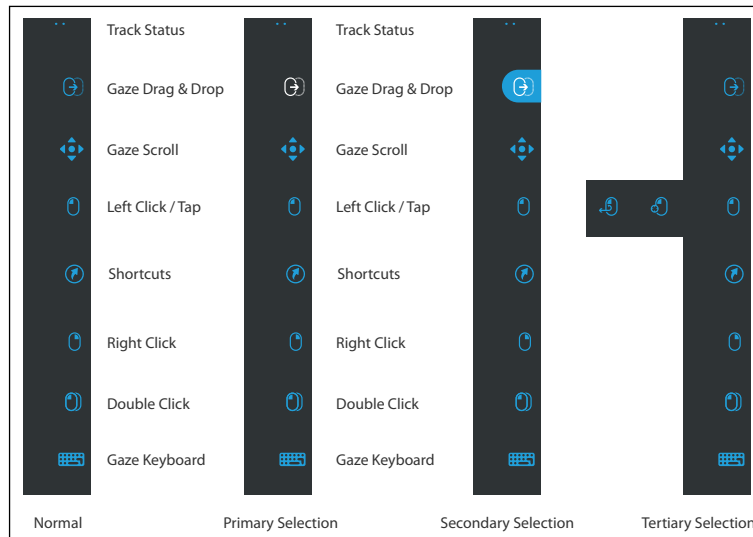 Track Status Track Status
Gaze Drag & Drop Gaze Drag & Drop
Gaze Scroll Gaze Scroll
Left Click / Tap Left Click / Tap
Shortcuts Shortcuts
Right Click Right Click
Double Click Double Click
Gaze Keyboard Gaze Keyboard
Normal Primary Selection Secondary Selection Tertiary Selection